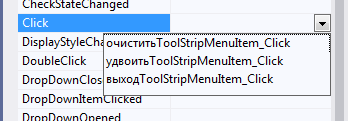 CheckStateChanged
Click
DisplayStyleCha
очиститьToolStripMenuItem_Click
DoubleClick
удвоитьToolStripMenuItem_Click
DropDownClos
выходToolStripMenuItem_Click
DropDownItemClicked
DropDownOpened